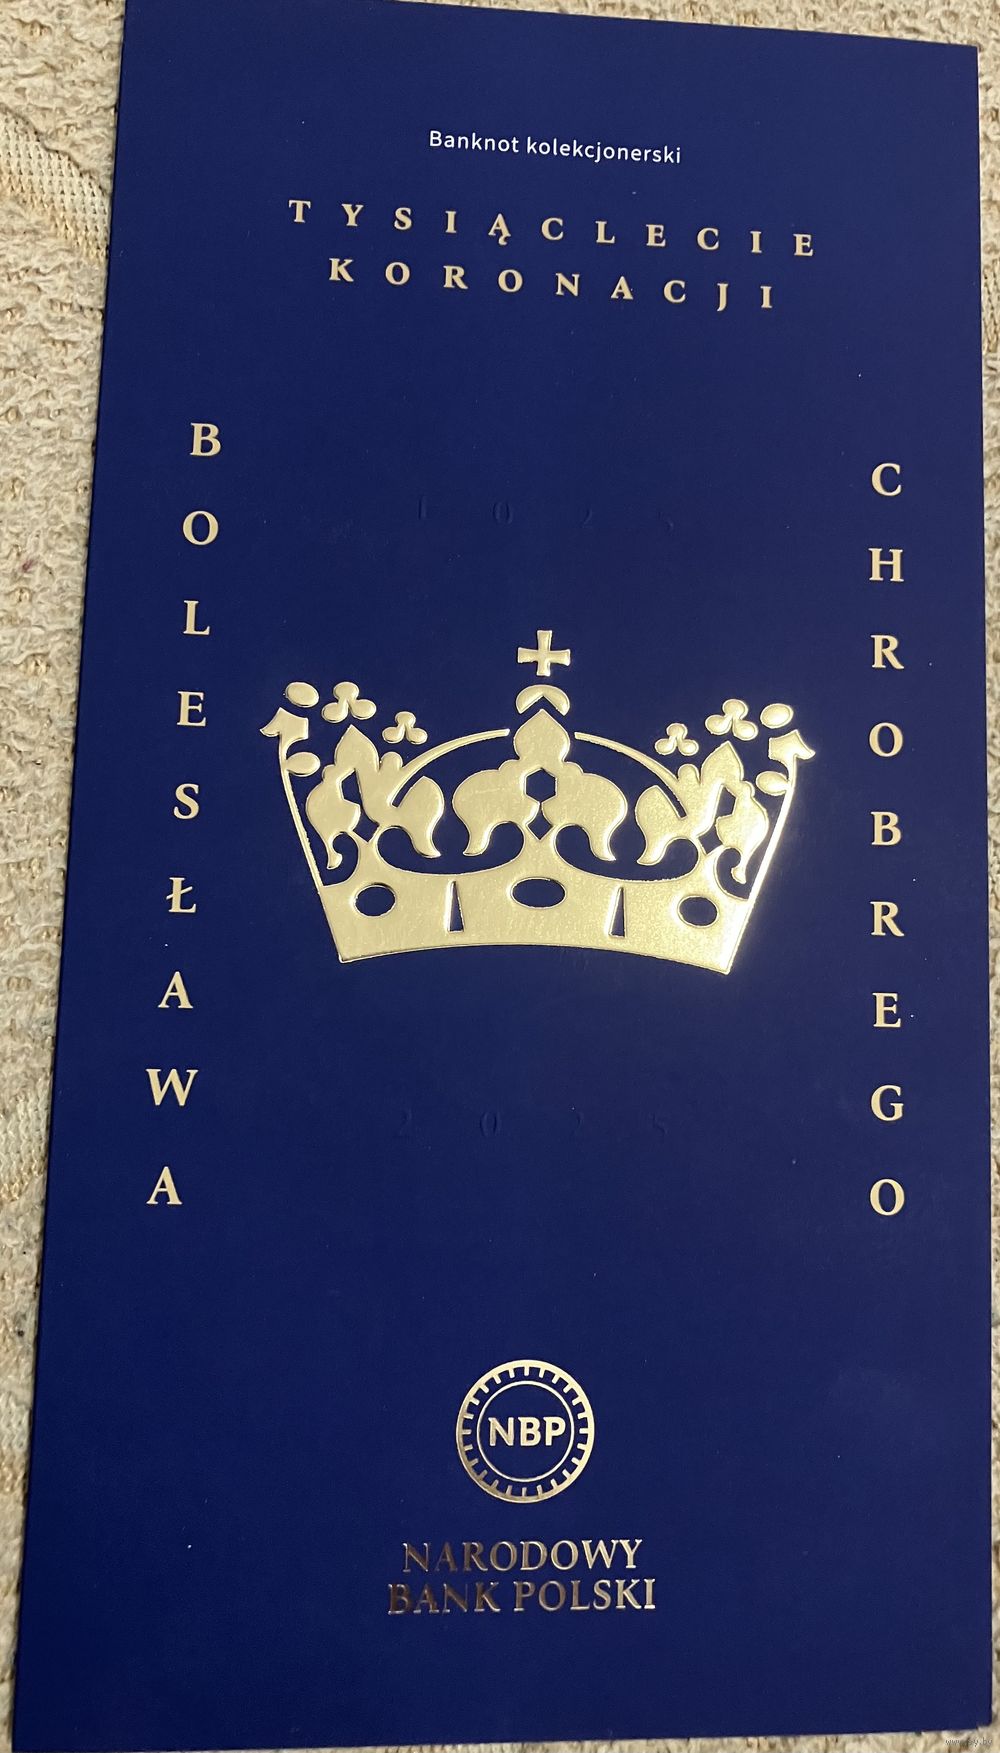 Banknot kolekcjonerski
TYSIĄCLECIE
KORONACJI
BOLESŁAWA
CHROBREGO
1025
2025
NBP
NARODOWY
BANK POLSKI